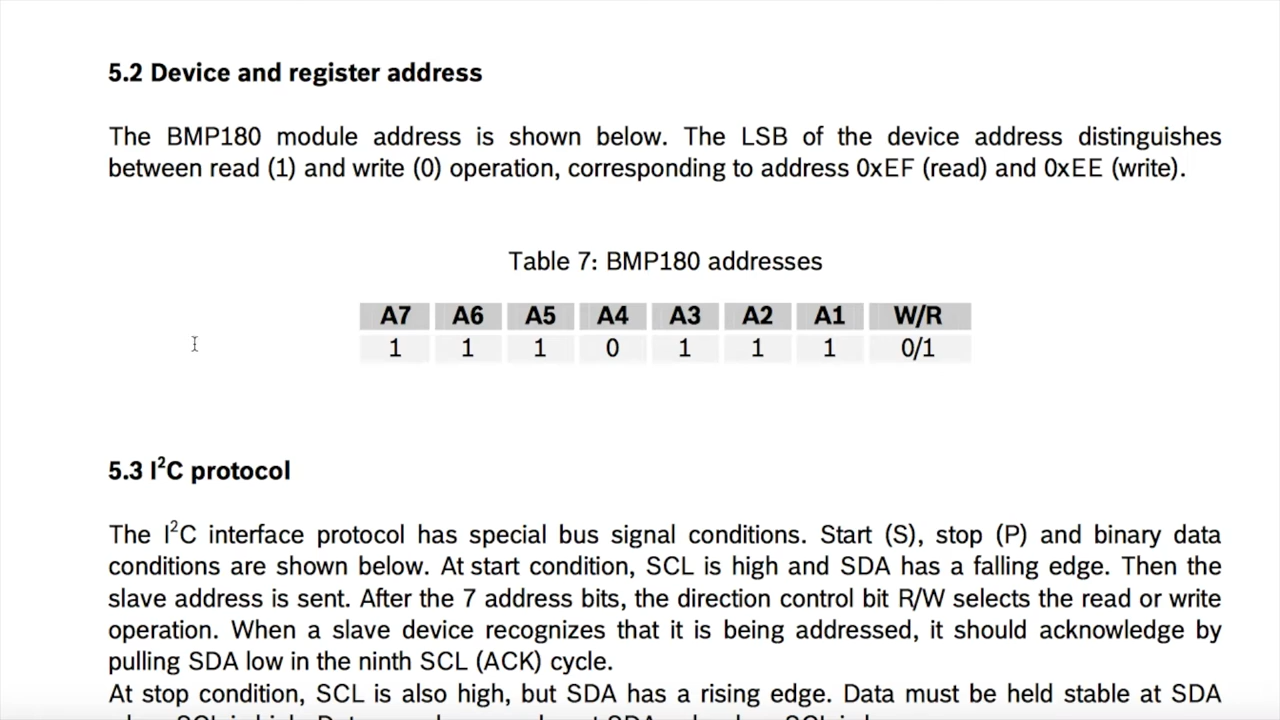 5.2 Device and register address
The BMP180 module address is shown below. The LSB of the device address distinguishes
between read (1) and write (0) operation, corresponding to address 0xEF (read) and 0xEE (write).
Table 7: BMP180 addresses
A7 A6 A5 A4 A3 A2 A1 W/R
1 1 1 0 1 1 1 0/1
5.3 I²C protocol
The I²C interface protocol has special bus signal conditions. Start (S), stop (P) and binary data
conditions are shown below. At start condition, SCL is high and SDA has a falling edge. Then the
slave address is sent. After the 7 address bits, the direction control bit R/W selects the read or write
operation. When a slave device recognizes that it is being addressed, it should acknowledge by
pulling SDA low in the ninth SCL (ACK) cycle.
At stop condition, SCL is also high, but SDA has a rising edge. Data must be held stable at SDA